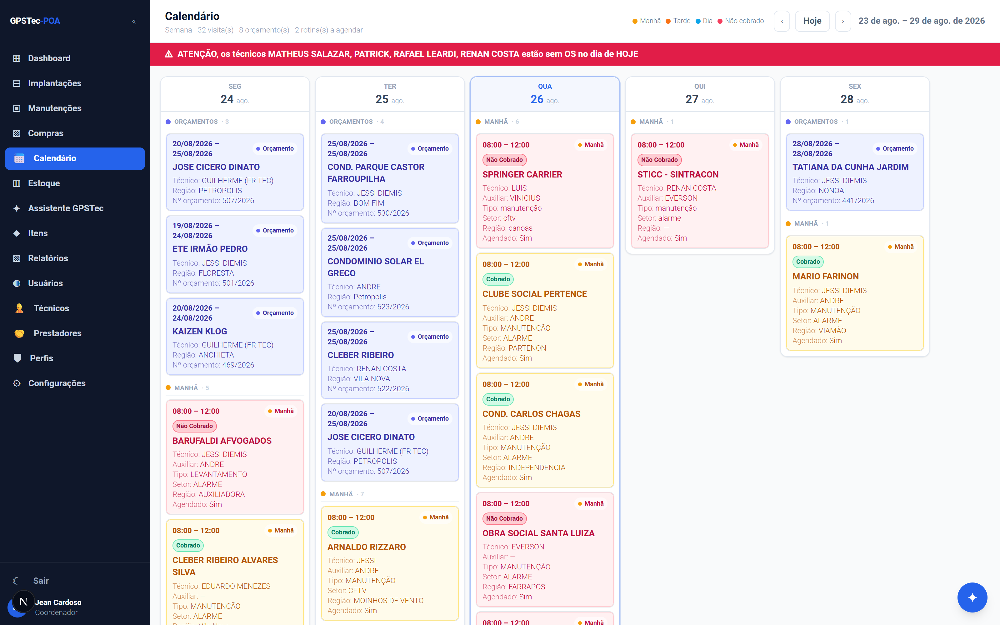 GPSTec-POA
«
Dashboard
Implantações
Manutenções
Compras
Calendário
Estoque
Assistente GPSTec
Itens
Relatórios
Usuários
Técnicos
Prestadores
Perfis
Configurações
Sair
N
Jean Cardoso
Coordenador
Calendário
Semana · 32 visita(s) · 8 orçamento(s) · 2 rotina(s) a agendar
Manhã
Tarde
Dia
Não cobrado
‹
Hoje
›
23 de ago. – 29 de ago. de 2026
⚠ ATENÇÃO, os técnicos MATHEUS SALAZAR, PATRICK, RAFAEL LEARDI, RENAN COSTA estão sem OS no dia de HOJE
SEG
24 ago.
ORÇAMENTOS · 3
20/08/2026 –
25/08/2026
Orçamento
JOSE CICERO DINATO
Técnico: GUILHERME (FR TEC)
Região: PETROPOLIS
Nº orçamento: 507/2026
19/08/2026 –
24/08/2026
Orçamento
ETE IRMÃO PEDRO
Técnico: JESSI DIEMIS
Região: FLORESTA
Nº orçamento: 501/2026
20/08/2026 –
24/08/2026
Orçamento
KAIZEN KLOG
Técnico: GUILHERME (FR TEC)
Região: ANCHIETA
Nº orçamento: 469/2026
MANHÃ · 5
08:00 – 12:00
Manhã
Não Cobrado
BARUFALDI AFVOGADOS
Técnico: JESSI DIEMIS
Auxiliar: ANDRE
Tipo: LEVANTAMENTO
Setor: ALARME
Região: AUXILIADORA
Agendado: Sim
08:00 – 12:00
Manhã
Cobrado
CLEBER RIBEIRO ALVARES
SILVA
Técnico: EDUARDO MENEZES
Auxiliar: —
Tipo: MANUTENÇÃO
Setor: ALARME
Região: Vila Nova
TER
25 ago.
ORÇAMENTOS · 4
25/08/2026 –
25/08/2026
Orçamento
COND. PARQUE CASTOR
FARROUPILHA
Técnico: JESSI DIEMIS
Região: BOM FIM
Nº orçamento: 530/2026
25/08/2026 –
25/08/2026
Orçamento
CONDOMINIO SOLAR EL
GRECO
Técnico: ANDRE
Região: Petrópolis
Nº orçamento: 523/2026
25/08/2026 –
25/08/2026
Orçamento
CLEBER RIBEIRO
Técnico: RENAN COSTA
Região: VILA NOVA
Nº orçamento: 522/2026
20/08/2026 –
25/08/2026
Orçamento
JOSE CICERO DINATO
Técnico: GUILHERME (FR TEC)
Região: PETROPOLIS
Nº orçamento: 507/2026
MANHÃ · 7
08:00 – 12:00
Manhã
Cobrado
ARNALDO RIZZARO
Técnico: JESSI
Auxiliar: ANDRE
Tipo: MANUTENÇÃO
Setor: CFTV
Região: MOINHOS DE VENTO
Agendado: Sim
QUA
26 ago.
MANHÃ · 6
08:00 – 12:00
Manhã
Não Cobrado
SPRINGER CARRIER
Técnico: LUIS
Auxiliar: VINICIUS
Tipo: manutenção
Setor: cftv
Região: canoas
Agendado: Sim
08:00 – 12:00
Manhã
Cobrado
CLUBE SOCIAL PERTENCE
Técnico: JESSI DIEMIS
Auxiliar: ANDRE
Tipo: MANUTENÇÃO
Setor: ALARME
Região: PARTENON
Agendado: Sim
08:00 – 12:00
Manhã
Cobrado
COND. CARLOS CHAGAS
Técnico: JESSI DIEMIS
Auxiliar: ANDRE
Tipo: MANUTENÇÃO
Setor: ALARME
Região: INDEPENDENCIA
Agendado: Sim
08:00 – 12:00
Manhã
Não Cobrado
OBRA SOCIAL SANTA LUIZA
Técnico: EVERSON
Auxiliar: —
Tipo: MANUTENÇÃO
Setor: ALARME
Região: FARRAPOS
Agendado: Sim
08:00 – 12:00
Manhã
QUI
27 ago.
MANHÃ · 1
08:00 – 12:00
Manhã
Não Cobrado
STICC - SINTRACON
Técnico: RENAN COSTA
Auxiliar: EVERSON
Tipo: manutenção
Setor: alarme
Região: —
Agendado: Sim
SEX
28 ago.
ORÇAMENTOS · 1
28/08/2026 –
28/08/2026
Orçamento
TATIANA DA CUNHA JARDIM
Técnico: JESSI DIEMIS
Região: NONOAI
Nº orçamento: 441/2026
MANHÃ · 1
08:00 – 12:00
Manhã
Cobrado
MARIO FARINON
Técnico: JESSI DIEMIS
Auxiliar: ANDRE
Tipo: MANUTENÇÃO
Setor: ALARME
Região: VIAMÃO
Agendado: Sim